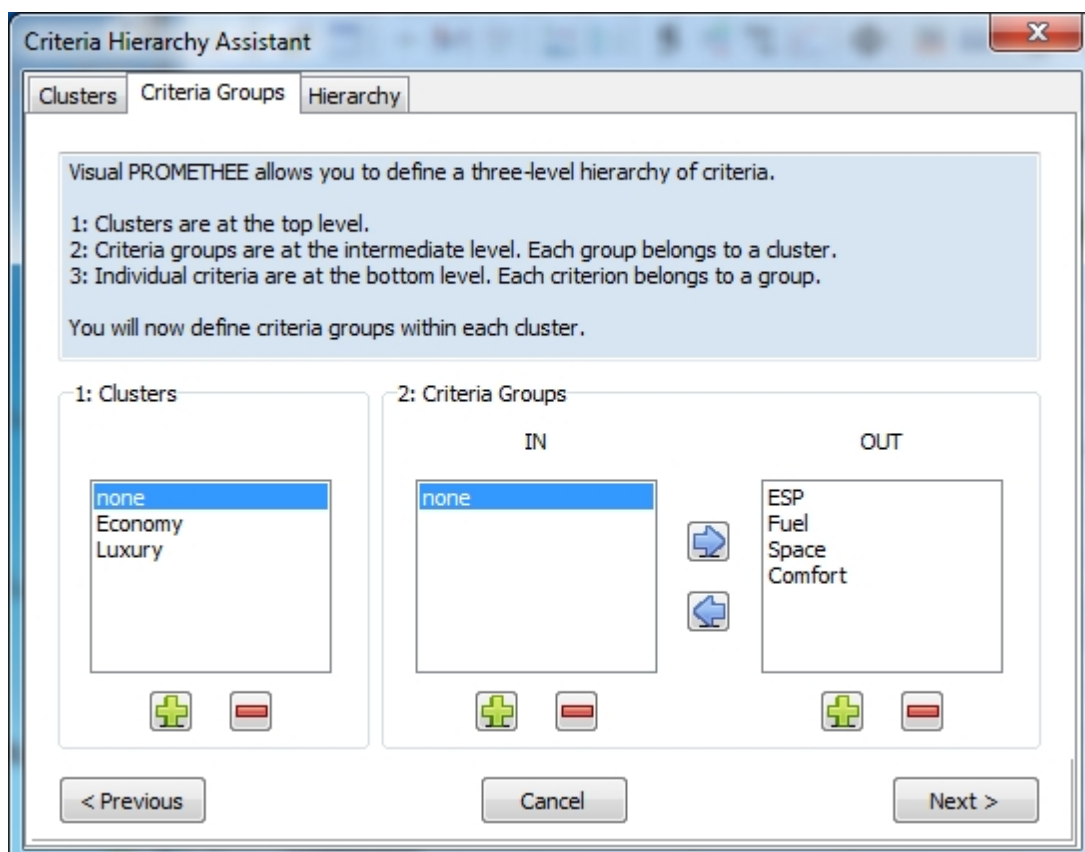 Criteria Hierarchy Assistant
Clusters
Criteria Groups
Hierarchy
Visual PROMETHEE allows you to define a three-level hierarchy of criteria.
1: Clusters are at the top level.
2: Criteria groups are at the intermediate level. Each group belongs to a cluster.
3: Individual criteria are at the bottom level. Each criterion belongs to a group.
You will now define criteria groups within each cluster.
1: Clusters
none
Economy
Luxury
2: Criteria Groups
IN
none
OUT
ESP
Fuel
Space
Comfort
< Previous
Cancel
Next >